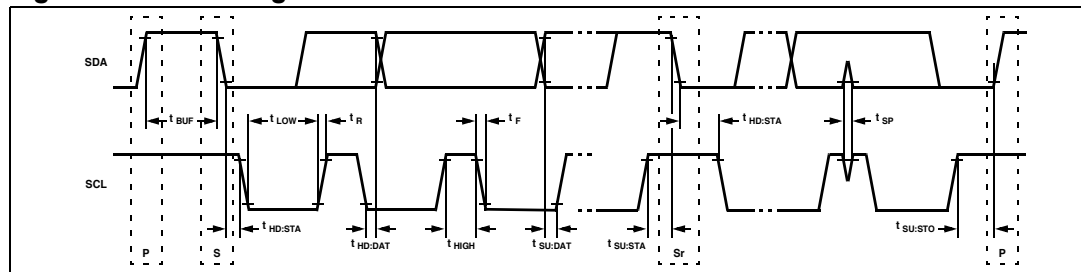 SDA
t BUF
t LOW
t R
t F
t HD:STA
t SP
SCL
t HD:STA
t HD:DAT
t HIGH
t SU:DAT
t SU:STA
t SU:STO
P
S
Sr
P